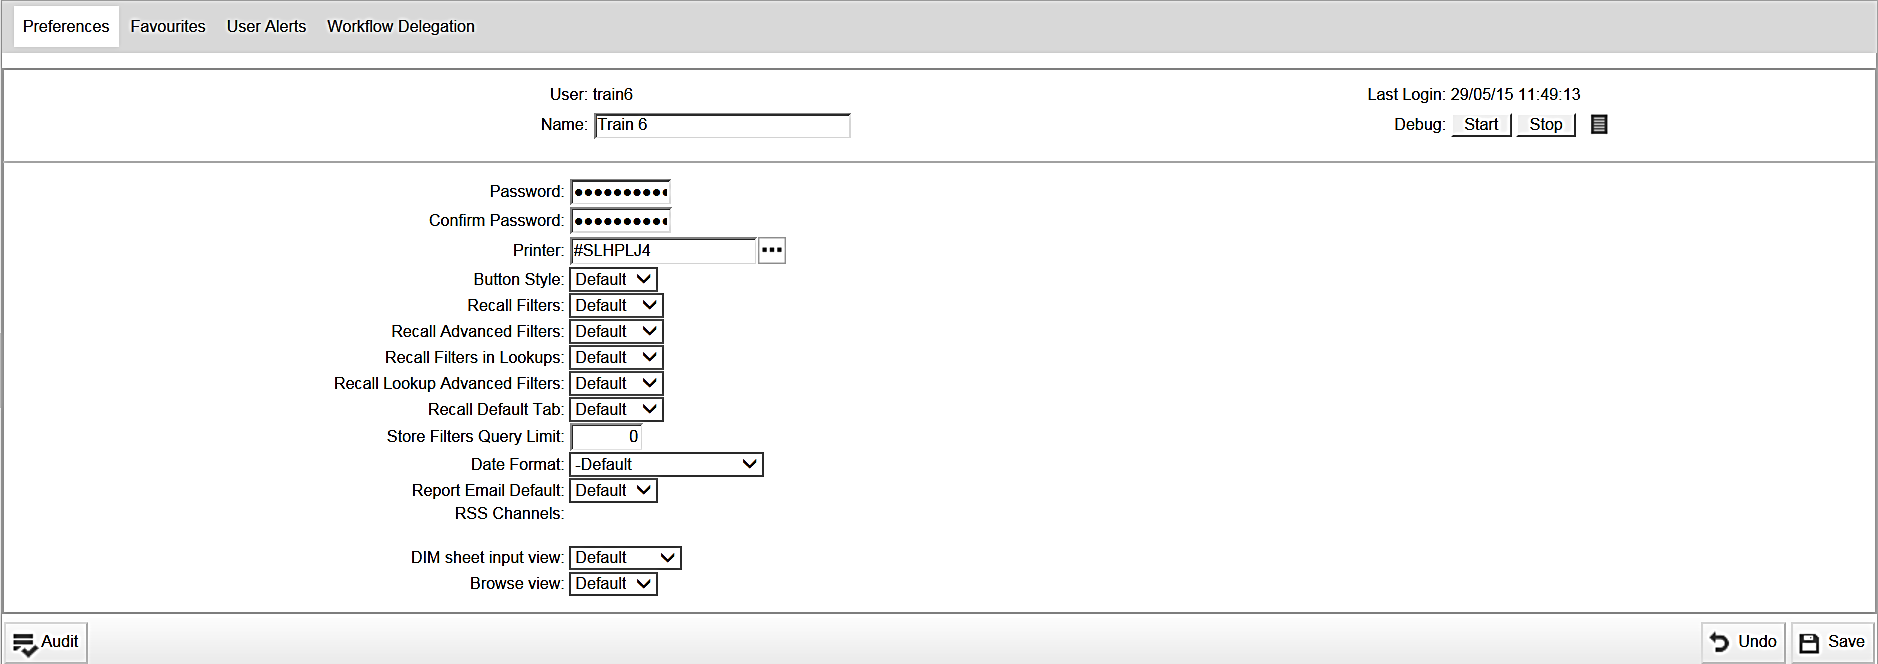 Preferences Favourites User Alerts Workflow Delegation
User: train6 Last Login: 29/05/15 11:49:13
Name: Train 6 Debug: Start Stop
Password: ●●●●●●●●●●
Confirm Password: ●●●●●●●●●●
Printer: #SLHPLJ4
Button Style: Default
Recall Filters: Default
Recall Advanced Filters: Default
Recall Filters in Lookups: Default
Recall Lookup Advanced Filters: Default
Recall Default Tab: Default
Store Filters Query Limit: 0
Date Format: -Default
Report Email Default: Default
RSS Channels:
DIM sheet input view: Default
Browse view: Default
Audit Undo Save